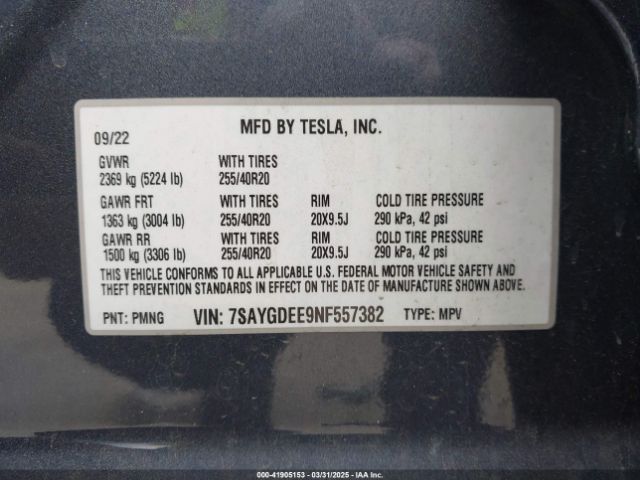 MFD BY TESLA, INC.
09/22
GVWR WITH TIRES
2369 kg (5224 lb) 255/40R20
GAWR FRT WITH TIRES RIM COLD TIRE PRESSURE
1363 kg (3004 lb) 255/40R20 20X9.5J 290 kPa, 42 psi
GAWR RR WITH TIRES RIM COLD TIRE PRESSURE
1500 kg (3306 lb) 255/40R20 20X9.5J 290 kPa, 42 psi
THIS VEHICLE CONFORMS TO ALL APPLICABLE U.S. FEDERAL MOTOR VEHICLE SAFETY AND
THEFT PREVENTION STANDARDS IN EFFECT ON THE DATE OF MANUFACTURE SHOWN ABOVE.
PNT: PMNG VIN: 7SAYGDEE9NF557382 TYPE: MPV
000-41905153 - 03/31/2025 - IAA Inc.